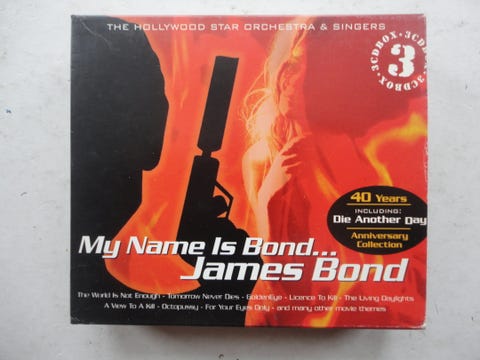 THE HOLLYWOOD STAR ORCHESTRA & SINGERS
3CDBOX · 3CDBOX · 3CDBOX
3
40 Years
INCLUDING:
Die Another Day
Anniversary
Collection
My Name Is Bond...
James Bond
The World Is Not Enough - Tomorrow Never Dies - GoldenEye - Licence To Kill - The Living Daylights
A View To A Kill - Octopussy - For Your Eyes Only - and many other movie themes